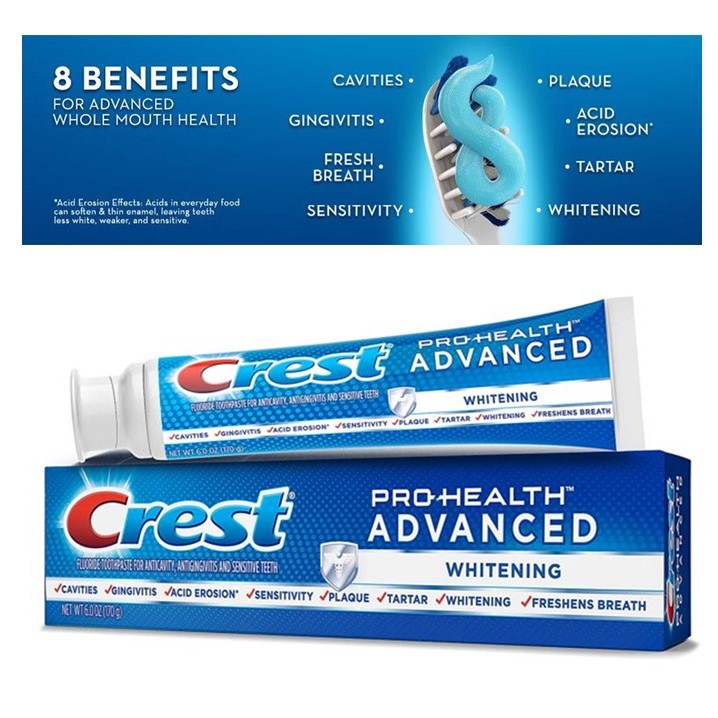 8 BENEFITS
FOR ADVANCED
WHOLE MOUTH HEALTH
*Acid Erosion Effects: Acids in everyday food
can soften & thin enamel, leaving teeth
less white, weaker, and sensitive.
CAVITIES •
GINGIVITIS •
FRESH
BREATH •
SENSITIVITY •
• PLAQUE
• ACID
EROSION*
• TARTAR
• WHITENING
Crest
PRO-HEALTH™
ADVANCED
FLUORIDE TOOTHPASTE FOR ANTICAVITY, ANTIGINGIVITIS AND SENSITIVE TEETH
WHITENING
✓CAVITIES ✓GINGIVITIS ✓ACID EROSION* ✓SENSITIVITY ✓PLAQUE ✓TARTAR ✓WHITENING ✓FRESHENS BREATH
NET WT 6.0 OZ (170 g)
Crest®
PRO-HEALTH™
ADVANCED
FLUORIDE TOOTHPASTE FOR ANTICAVITY, ANTIGINGIVITIS AND SENSITIVE TEETH
WHITENING
✓CAVITIES ✓GINGIVITIS ✓ACID EROSION* ✓SENSITIVITY ✓PLAQUE ✓TARTAR ✓WHITENING ✓FRESHENS BREATH
NET WT 6.0 OZ (170 g)